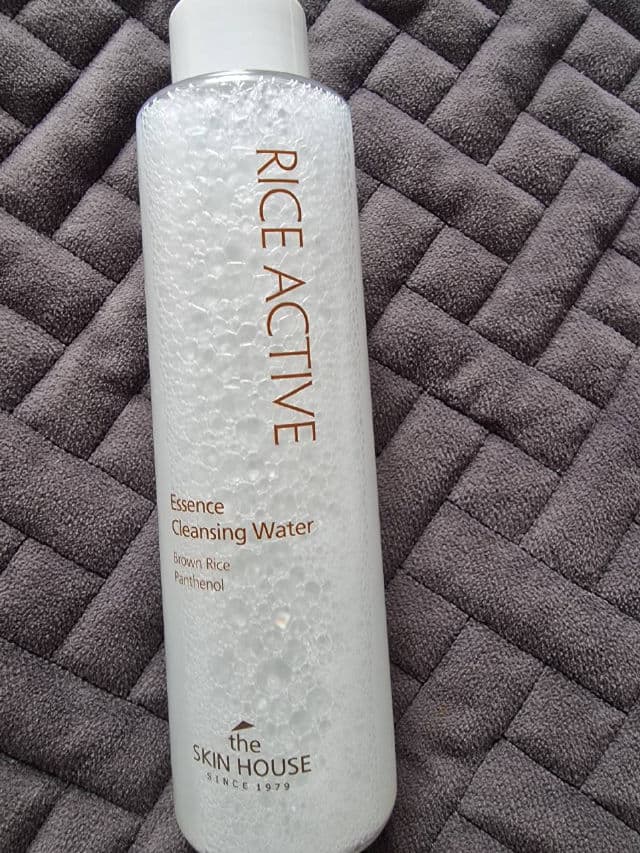 RICE ACTIVE
Essence
Cleansing Water
Brown Rice
Panthenol
the
SKIN HOUSE
SINCE 1979